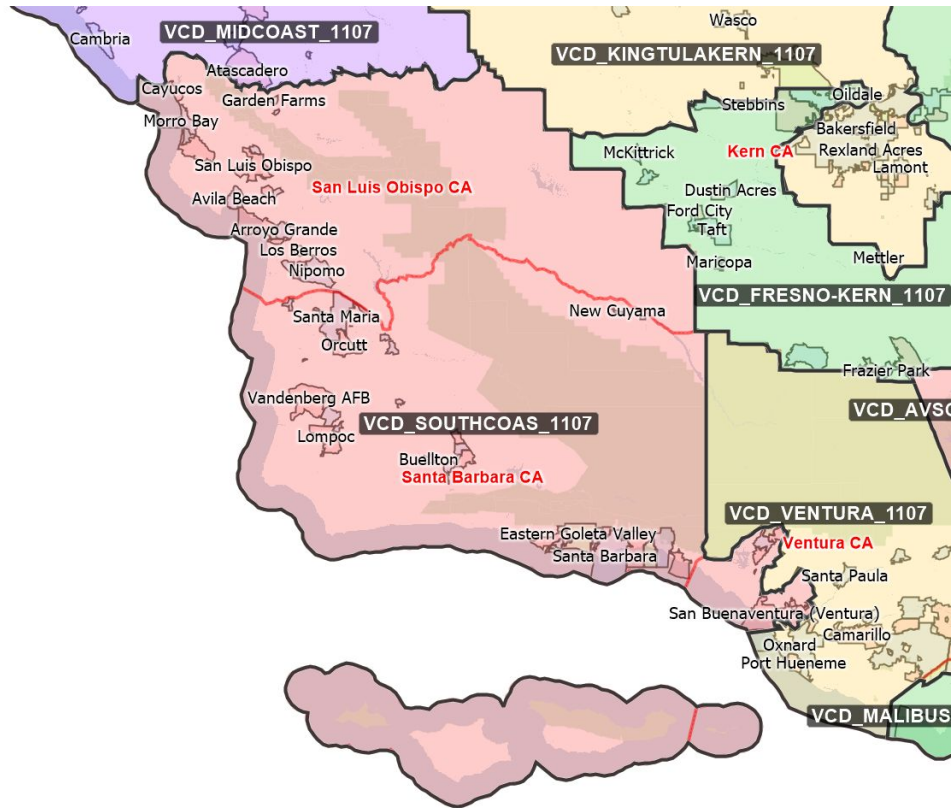 Wasco
Cambria
VCD_MIDCOAST_1107
VCD_KINGTULAKERN_1107
Atascadero
Cayucos
Garden Farms
Oildale
Stebbins
Morro Bay
Bakersfield
McKittrick
Kern CA
Rexland Acres
San Luis Obispo
Lamont
San Luis Obispo CA
Dustin Acres
Avila Beach
Ford City
Arroyo Grande
Taft
Los Berros
Nipomo
Maricopa
Mettler
VCD_FRESNO-KERN_1107
New Cuyama
Santa Maria
Orcutt
Frazier Park
Vandenberg AFB
VCD_AVSC
VCD_SOUTHCOAS_1107
Lompoc
Buellton
Santa Barbara CA
VCD_VENTURA_1107
Eastern Goleta Valley
Ventura CA
Santa Barbara
Santa Paula
San Buenaventura (Ventura)
Camarillo
Oxnard
Port Hueneme
VCD_MALIBUS